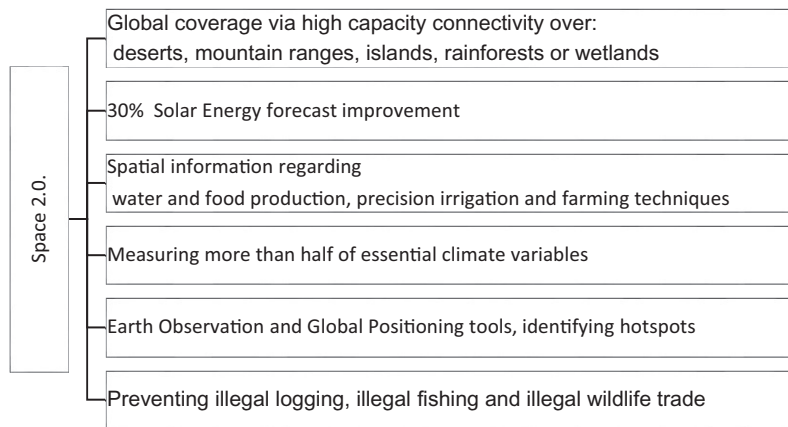 Space 2.0.
Global coverage via high capacity connectivity over:
deserts, mountain ranges, islands, rainforests or wetlands
30% Solar Energy forecast improvement
Spatial information regarding
water and food production, precision irrigation and farming techniques
Measuring more than half of essential climate variables
Earth Observation and Global Positioning tools, identifying hotspots
Preventing illegal logging, illegal fishing and illegal wildlife trade